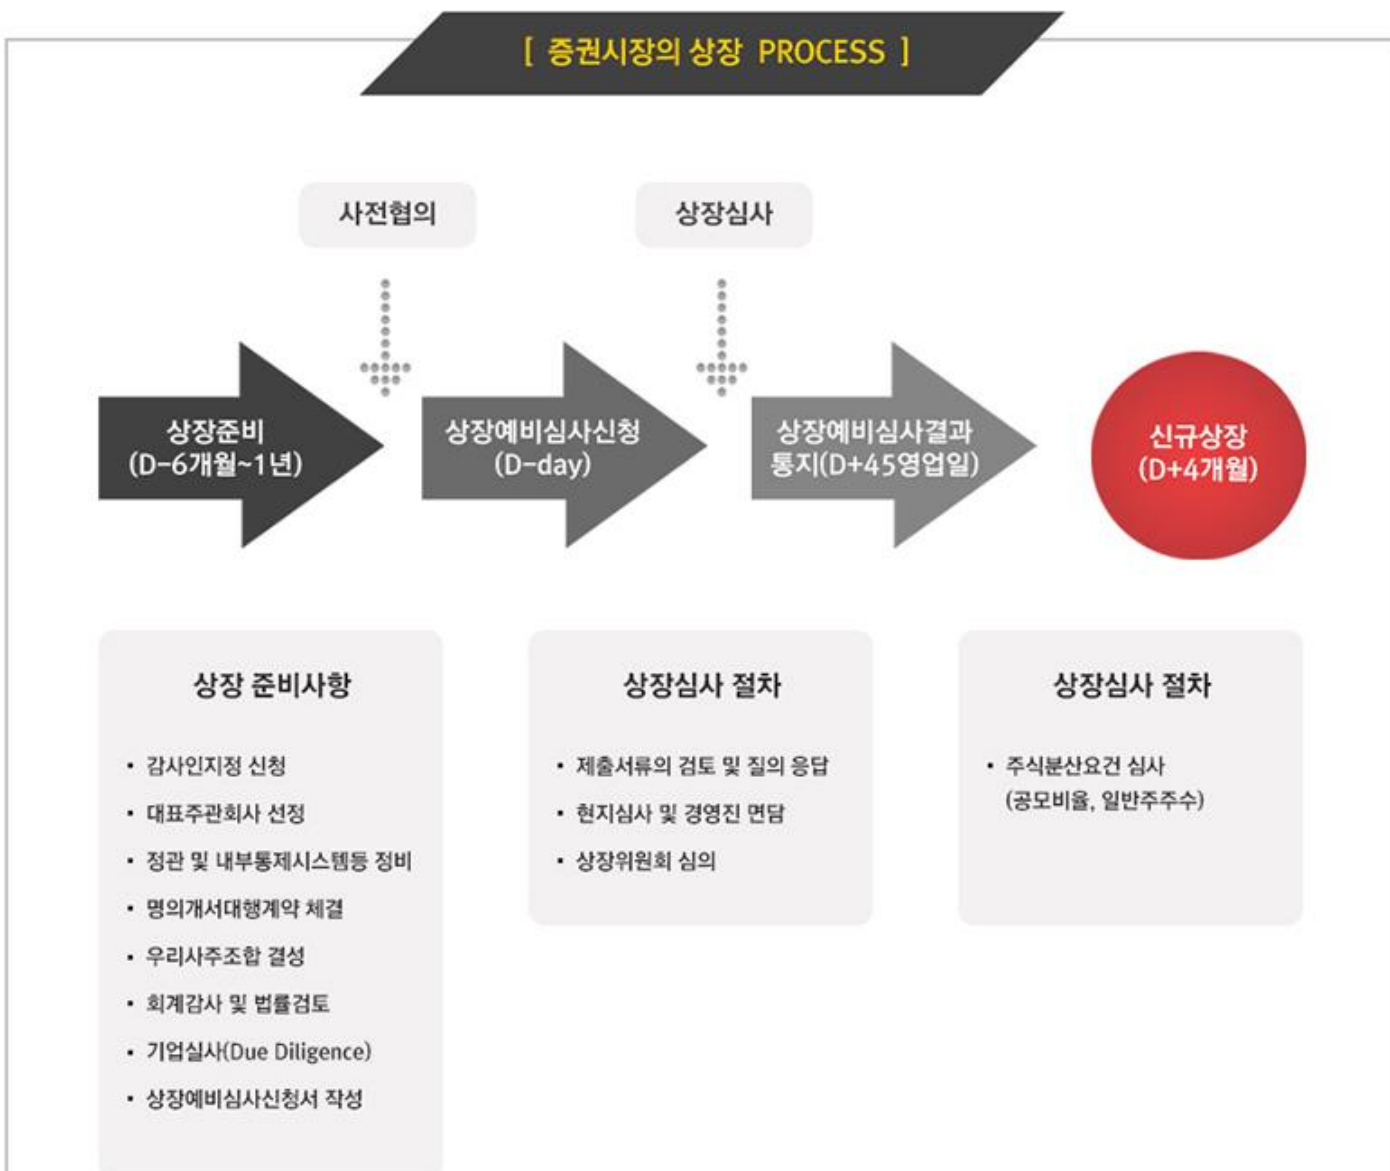 [ 증권시장의 상장 PROCESS ]
사전협의
상장심사
상장준비
(D-6개월~1년)
상장예비심사신청
(D-day)
상장예비심사결과
통지(D+45영업일)
신규상장
(D+4개월)
상장 준비사항
• 감사인지정 신청
• 대표주관회사 선정
• 정관 및 내부통제시스템등 정비
• 명의개서대행계약 체결
• 우리사주조합 결성
• 회계감사 및 법률검토
• 기업실사(Due Diligence)
• 상장예비심사신청서 작성
상장심사 절차
• 제출서류의 검토 및 질의 응답
• 현지심사 및 경영진 면담
• 상장위원회 심의
상장심사 절차
• 주식분산요건 심사
(공모비율, 일반주주수)